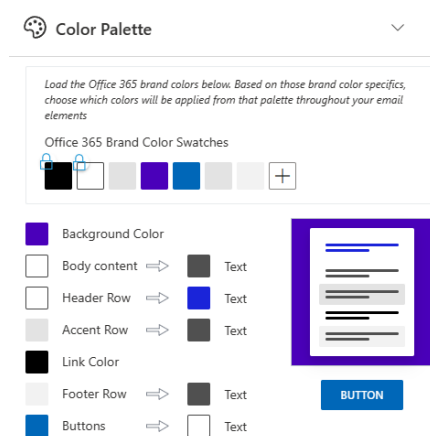 Color Palette
Load the Office 365 brand colors below. Based on those brand color specifics,
choose which colors will be applied from that palette throughout your email
elements
Office 365 Brand Color Swatches
Background Color
Body content Text
Header Row Text
Accent Row Text
Link Color
Footer Row Text
BUTTON
Buttons Text